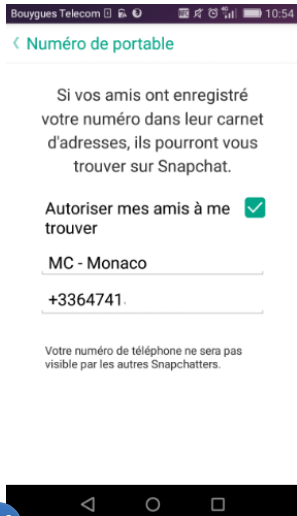 Bouygues Telecom 10:54
Numéro de portable
Si vos amis ont enregistré
votre numéro dans leur carnet
d'adresses, ils pourront vous
trouver sur Snapchat.
Autoriser mes amis à me
trouver
MC - Monaco
+3364741
Votre numéro de téléphone ne sera pas
visible par les autres Snapchatters.